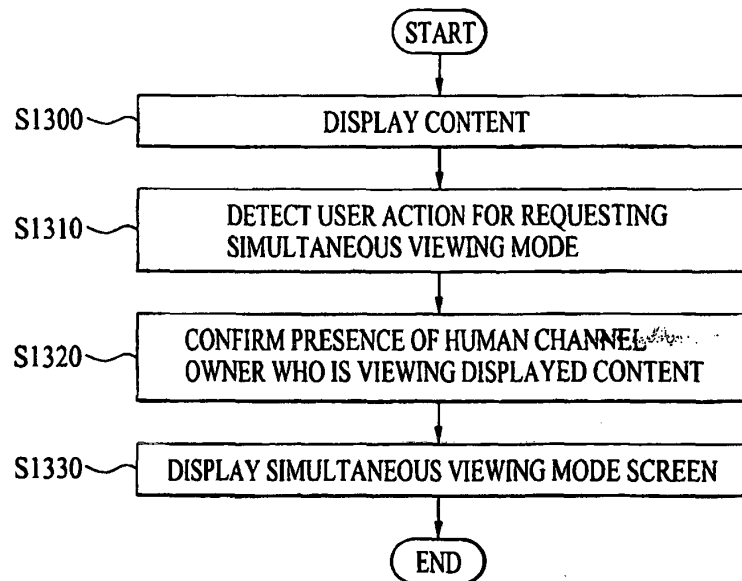 START
S1300
DISPLAY CONTENT
S1310
DETECT USER ACTION FOR REQUESTING
SIMULTANEOUS VIEWING MODE
S1320
CONFIRM PRESENCE OF HUMAN CHANNEL
OWNER WHO IS VIEWING DISPLAYED CONTENT
S1330
DISPLAY SIMULTANEOUS VIEWING MODE SCREEN
END